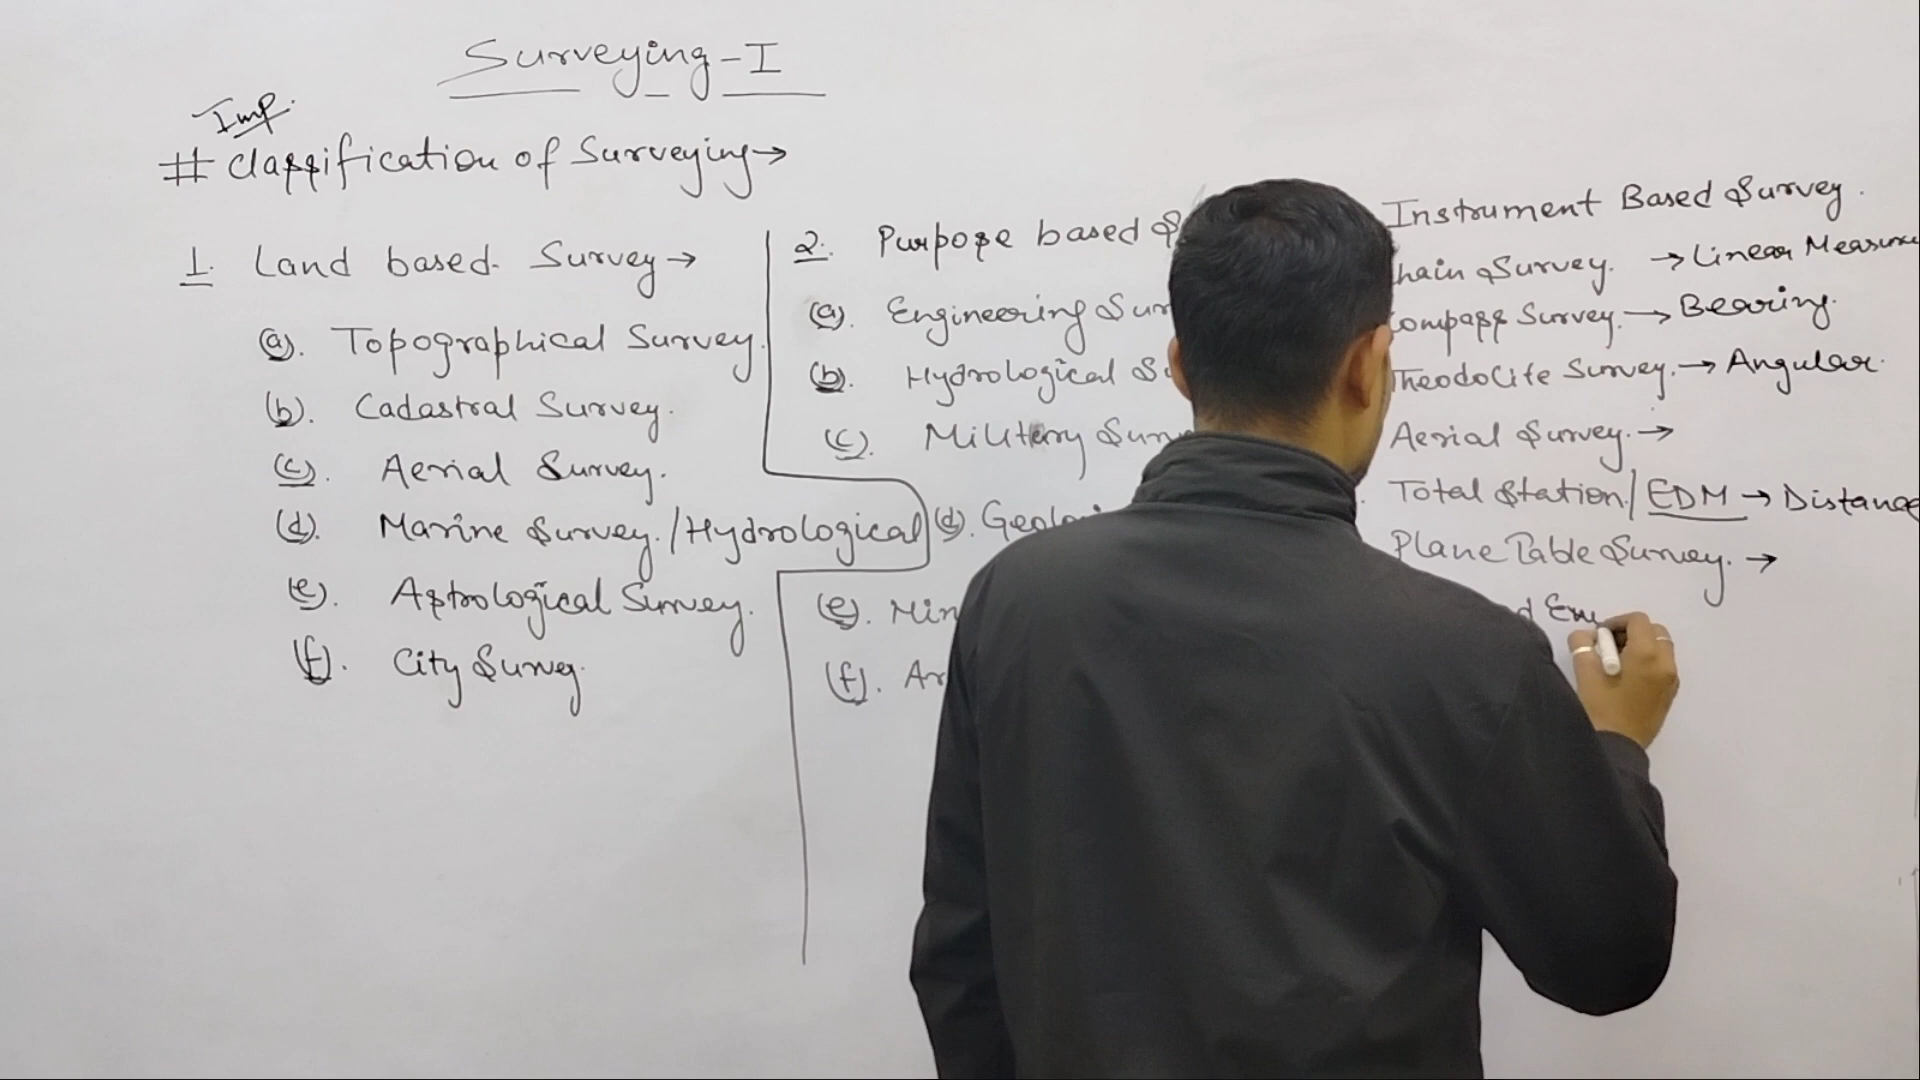 Surveying-I
Imp.
# Classification of Surveying→
1. Land based Survey→
(a). Topographical Survey.
(b). Cadastral Survey.
(c). Aerial Survey.
(d). Marine Survey./Hydrological
(e). Astrological Survey.
(f). City Survey.
2. Purpose based
(a). Engineering
(b). Hydrological
(c). Military
(d).
(e).
(f).
Instrument Based Survey.
Survey. → Linear
Survey. → Bearing.
Theodolite Survey. → Angular.
Aerial Survey. →
Total Station/EDM → Distance
Plane Table Survey. →